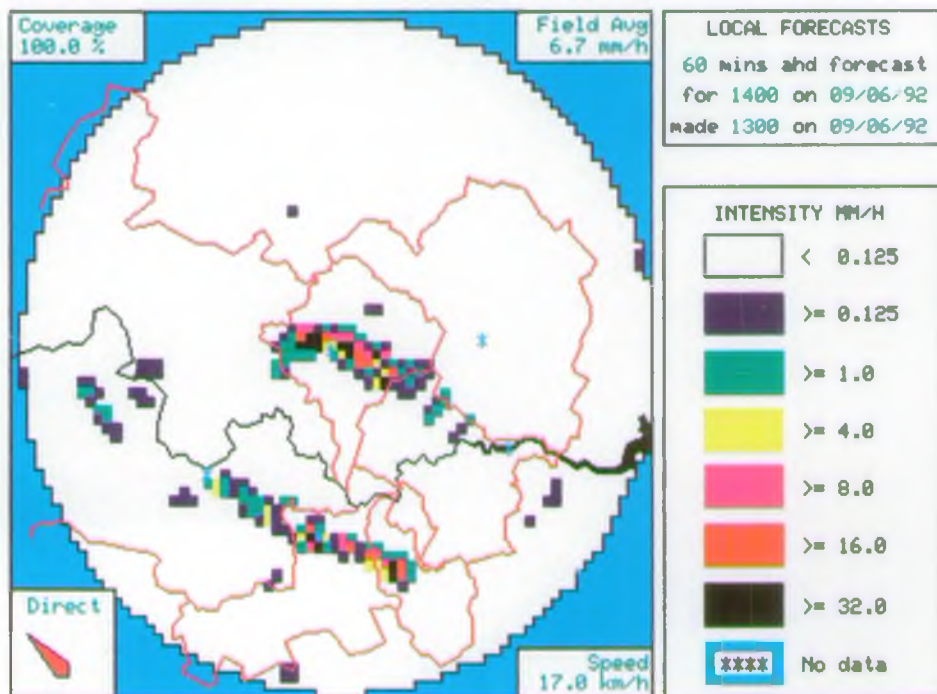 Coverage
100.0 %
Field Avg
6.7 mm/h
LOCAL FORECASTS
60 mins ahd forecast
for 1400 on 09/06/92
made 1300 on 09/06/92
INTENSITY MM/H
< 0.125
>= 0.125
>= 1.0
>= 4.0
>= 8.0
>= 16.0
>= 32.0
**** No data
Direct
Speed
17.0 km/h